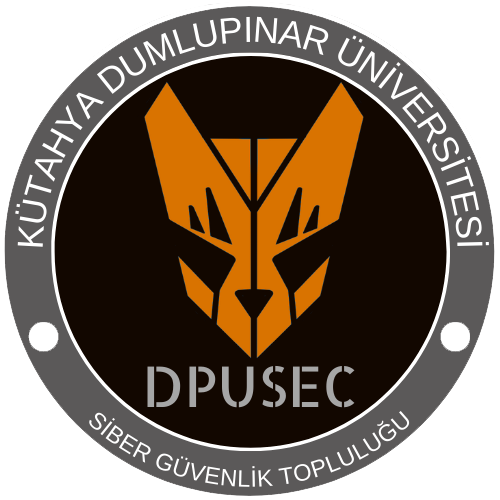 KÜTAHYA DUMLUPINAR ÜNİVERSİTESİ
DPUSEC
SİBER GÜVENLİK TOPLULUĞU